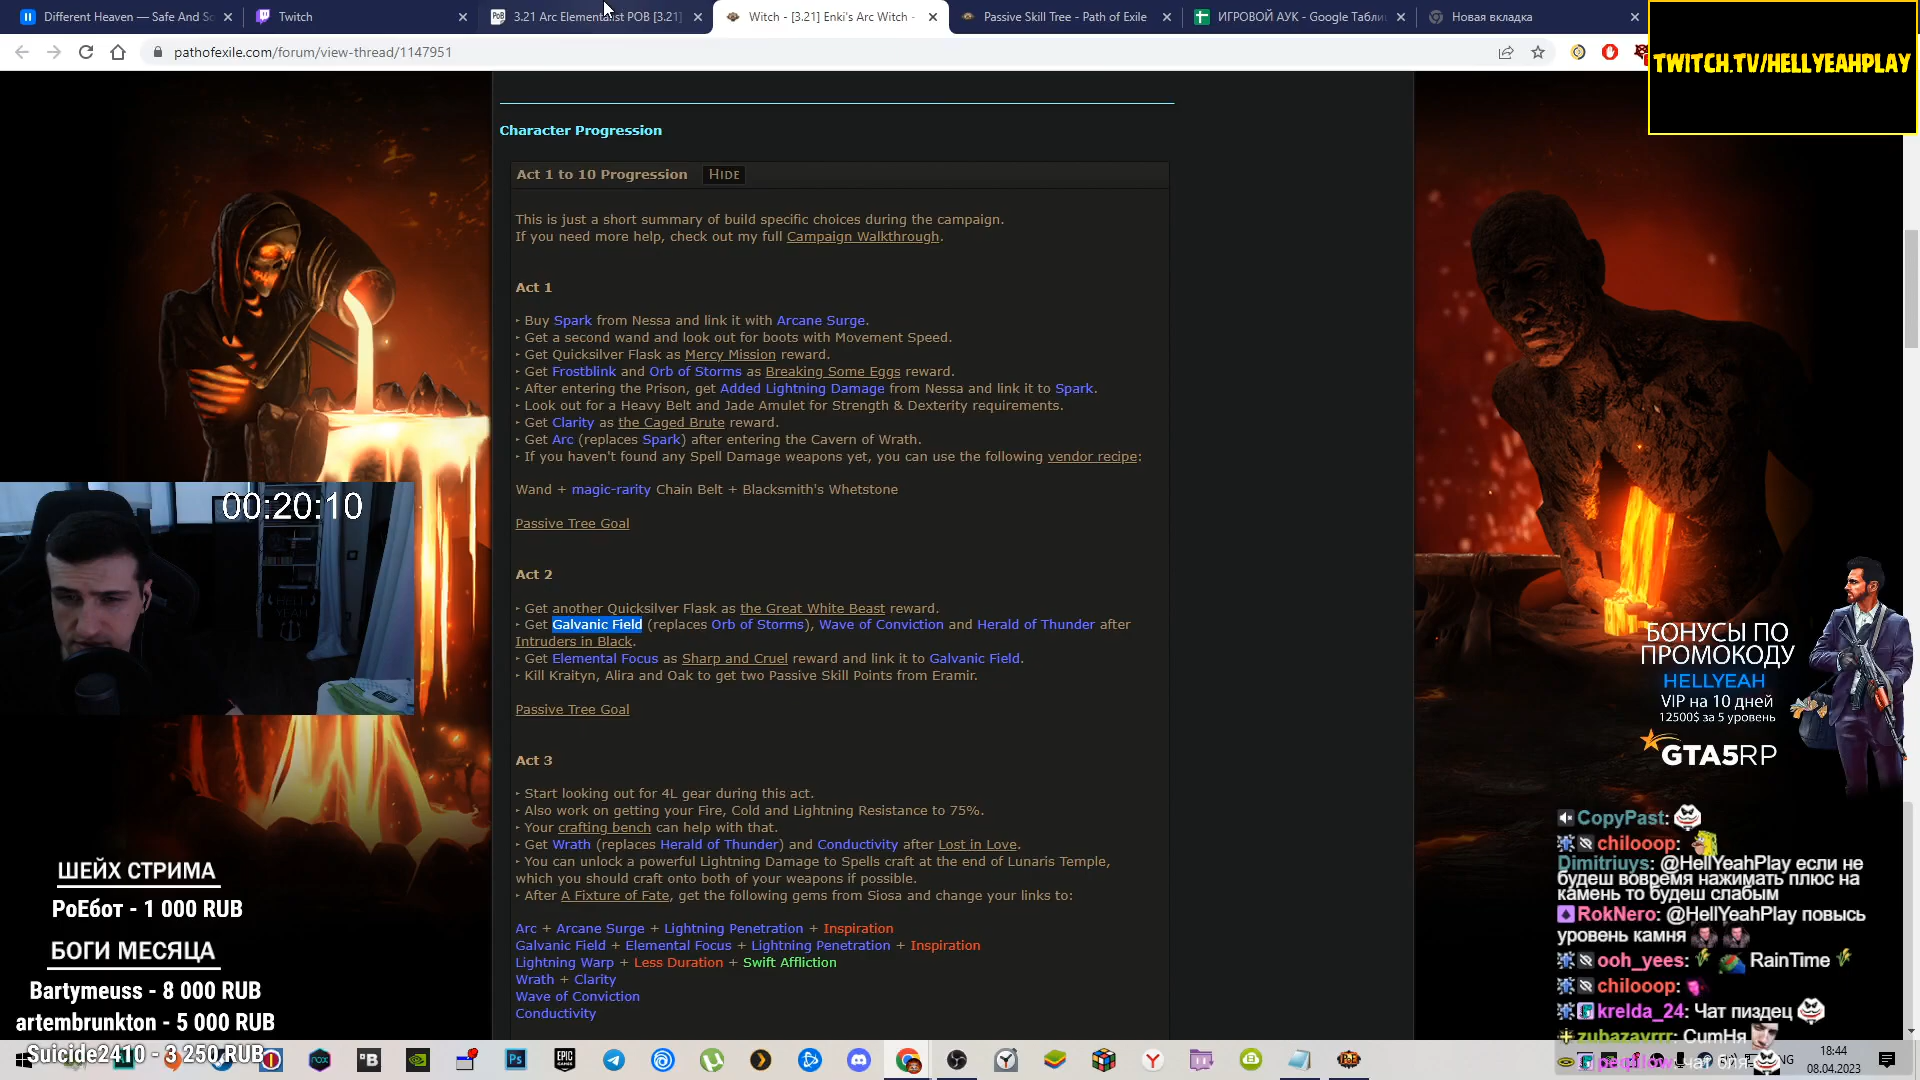 Different Heaven — Safe And So
Twitch
3.21 Arc Elementalist POB [3.21]
Witch - [3.21] Enki's Arc Witch -
Passive Skill Tree - Path of Exile
ИГРОВОЙ АУК - Google Таблиц
Новая вкладка
pathofexile.com/forum/view-thread/1147951
TWITCH.TV/HELLYEAHPLAY
Character Progression
Act 1 to 10 Progression HIDE
This is just a short summary of build specific choices during the campaign.
If you need more help, check out my full Campaign Walkthrough.
Act 1
Buy Spark from Nessa and link it with Arcane Surge.
Get a second wand and look out for boots with Movement Speed.
Get Quicksilver Flask as Mercy Mission reward.
Get Frostblink and Orb of Storms as Breaking Some Eggs reward.
After entering the Prison, get Added Lightning Damage from Nessa and link it to Spark.
Look out for a Heavy Belt and Jade Amulet for Strength & Dexterity requirements.
Get Clarity as the Caged Brute reward.
Get Arc (replaces Spark) after entering the Cavern of Wrath.
If you haven't found any Spell Damage weapons yet, you can use the following vendor recipe:
Wand + magic-rarity Chain Belt + Blacksmith's Whetstone
Passive Tree Goal
Act 2
Get another Quicksilver Flask as the Great White Beast reward.
Get Galvanic Field (replaces Orb of Storms), Wave of Conviction and Herald of Thunder after
Intruders in Black.
Get Elemental Focus as Sharp and Cruel reward and link it to Galvanic Field.
Kill Kraityn, Alira and Oak to get two Passive Skill Points from Eramir.
Passive Tree Goal
Act 3
Start looking out for 4L gear during this act.
Also work on getting your Fire, Cold and Lightning Resistance to 75%.
Your crafting bench can help with that.
Get Wrath (replaces Herald of Thunder) and Conductivity after Lost in Love.
You can unlock a powerful Lightning Damage to Spells craft at the end of Lunaris Temple,
which you should craft onto both of your weapons if possible.
After A Fixture of Fate, get the following gems from Siosa and change your links to:
Arc + Arcane Surge + Lightning Penetration + Inspiration
Galvanic Field + Elemental Focus + Lightning Penetration + Inspiration
Lightning Warp + Less Duration + Swift Affliction
Wrath + Clarity
Wave of Conviction
Conductivity
00:20:10
ШЕЙХ СТРИМА
РоЕбот - 1 000 RUB
БОГИ МЕСЯЦА
Bartymeuss - 8 000 RUB
artembrunkton - 5 000 RUB
Suicide2410 - 3 250 RUB
БОНУСЫ ПО
ПРОМОКОДУ
HELLYEAH
VIP на 10 дней
12500$ за 5 уровень
GTA5RP
CopyPast:
chilooop:
Dimitriuys: @HellYeahPlay если не
будеш вовремя нажимать плюс на
камень то будеш слабым
RokNero: @HellYeahPlay повысь
уровень камня
ooh_yees: RainTime
chilooop:
krelda_24: Чат пиздец
zubazavrrr: CumНя
чат бля
18:44
08.04.2023